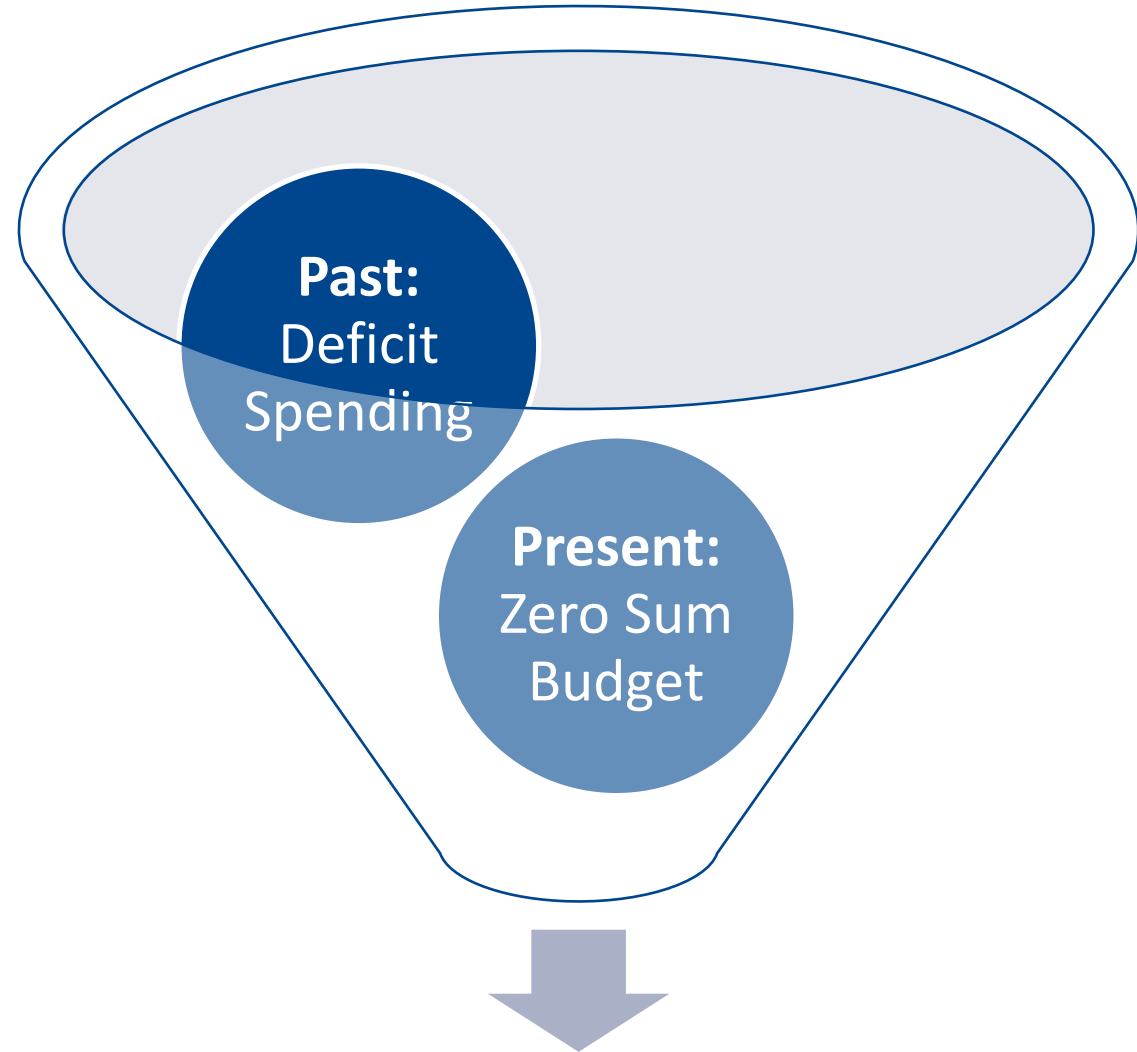 Past:
Deficit
Spending
Present:
Zero Sum
Budget